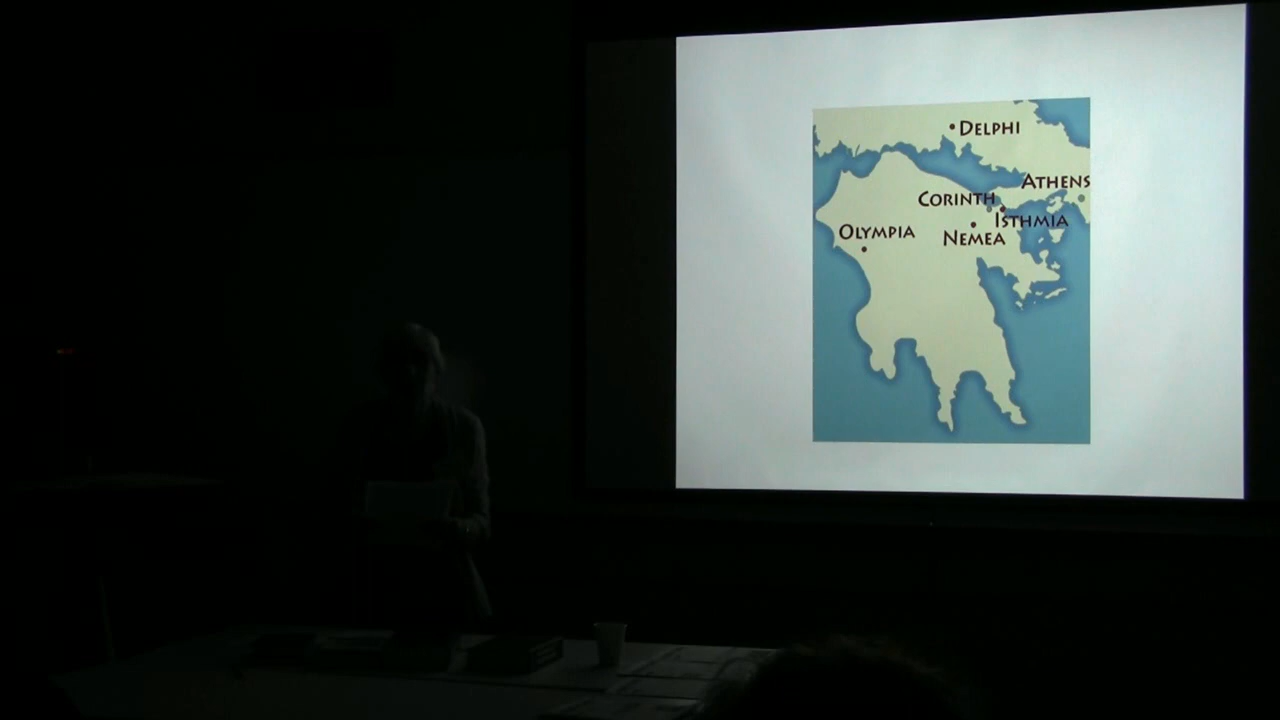 DELPHI
ATHENS
CORINTH
ISTHMIA
OLYMPIA
NEMEA